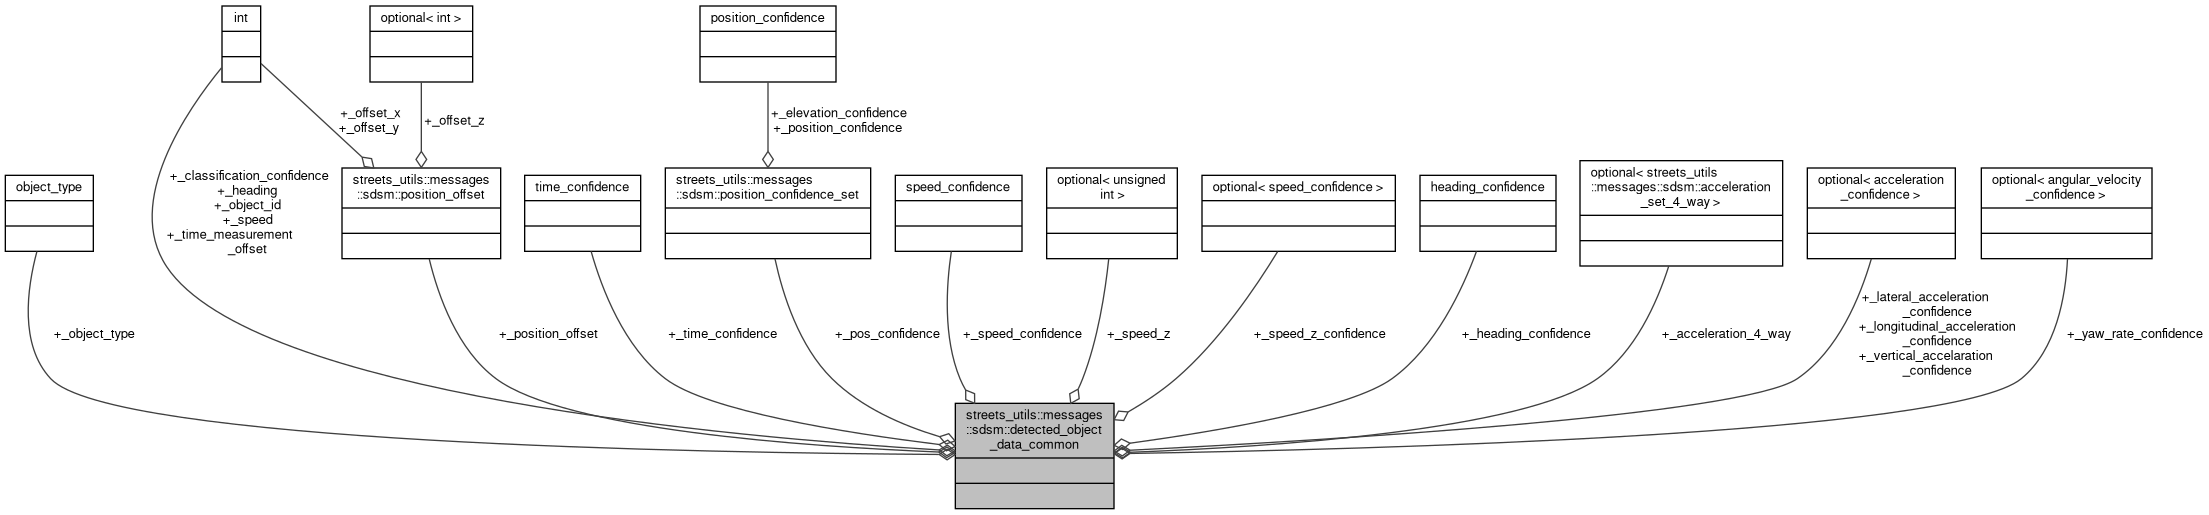 int
optional< int >
position_confidence
+_elevation_confidence
+_position_confidence
+_offset_x
+_offset_y
+_offset_z
+_classification_confidence
+_heading
+_object_id
+_speed
+_time_measurement
_offset
object_type
streets_utils::messages
::sdsm::position_offset
time_confidence
streets_utils::messages
::sdsm::position_confidence_set
speed_confidence
optional< unsigned
int >
optional< speed_confidence >
heading_confidence
optional< streets_utils
::messages::sdsm::acceleration
_set_4_way >
optional< acceleration
_confidence >
optional< angular_velocity
_confidence >
+_object_type
+_position_offset
+_time_confidence
+_pos_confidence
+_speed_confidence
+_speed_z
+_speed_z_confidence
+_heading_confidence
+_acceleration_4_way
+_lateral_acceleration
_confidence
+_longitudinal_acceleration
_confidence
+_vertical_accelaration
_confidence
+_yaw_rate_confidence
streets_utils::messages
::sdsm::detected_object
_data_common